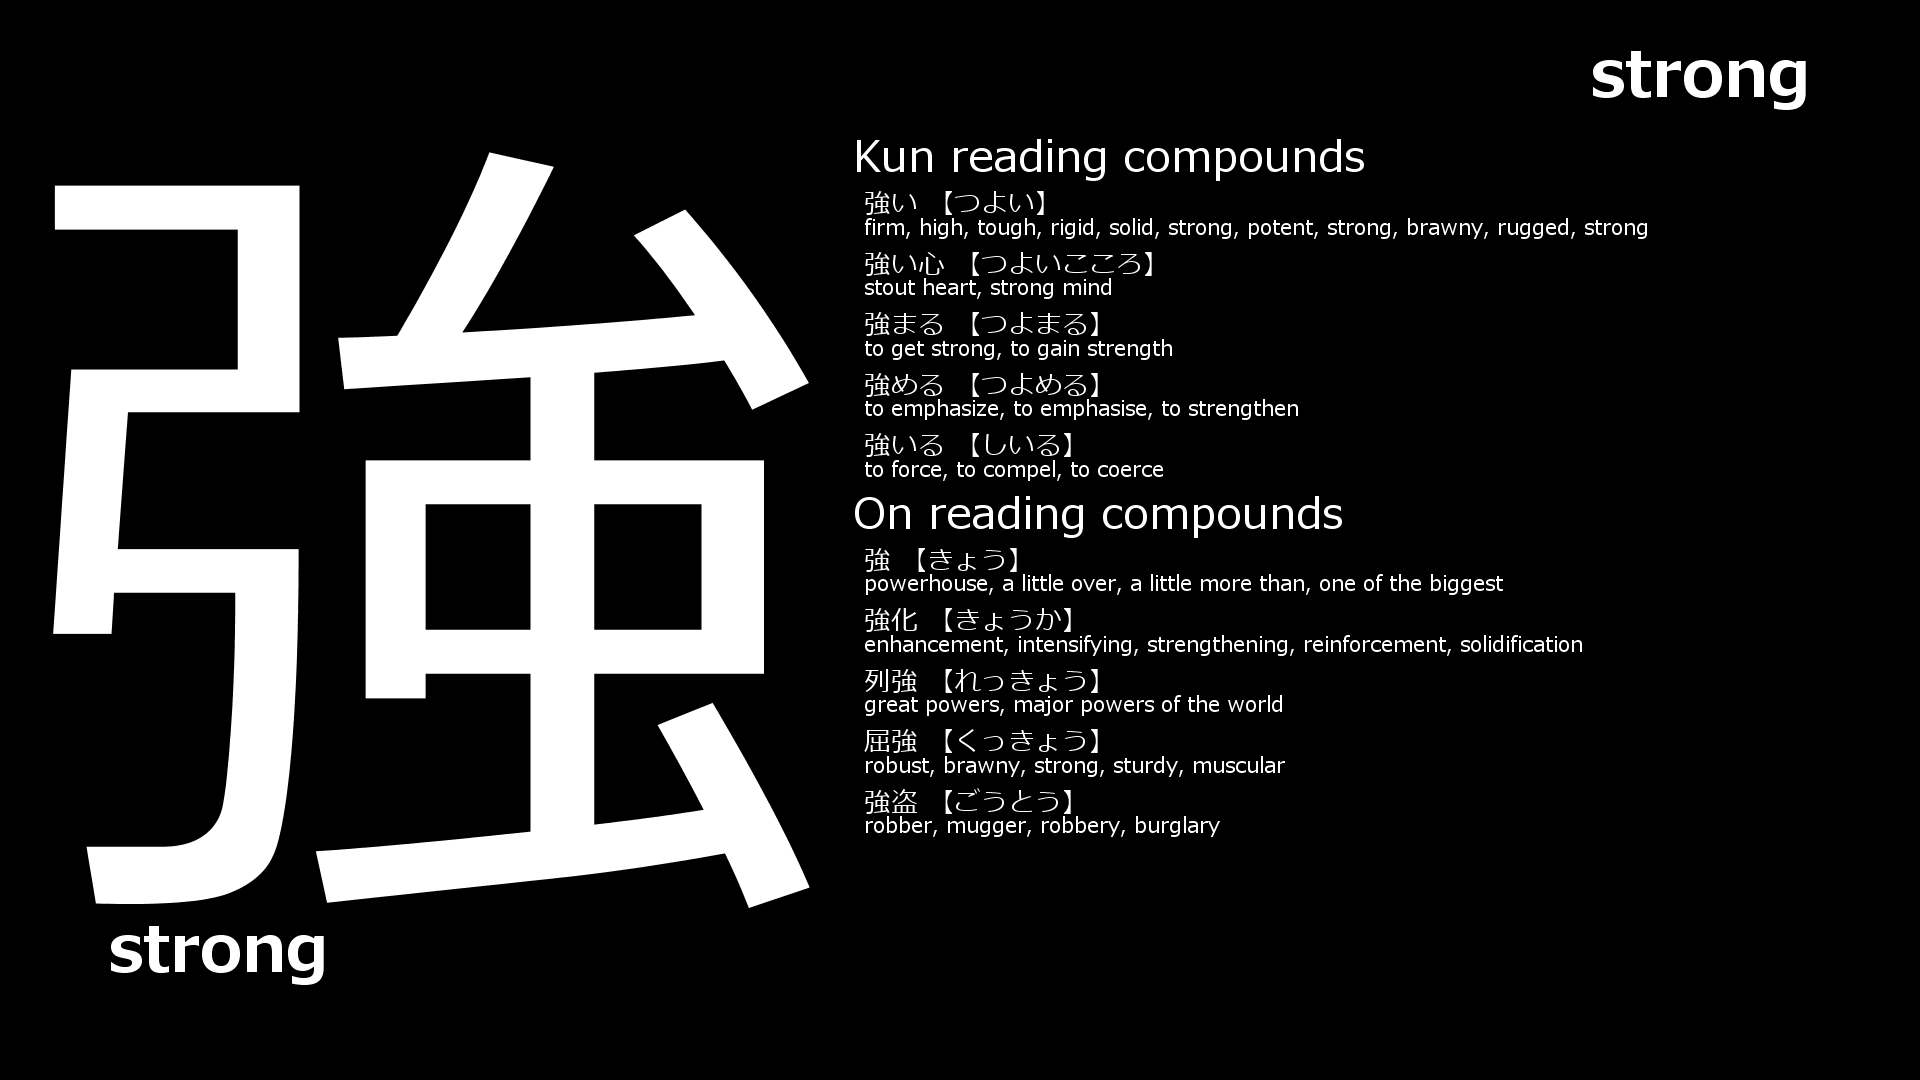 strong
強
strong
Kun reading compounds
強い 【つよい】
firm, high, tough, rigid, solid, strong, potent, strong, brawny, rugged, strong
強い心 【つよいこころ】
stout heart, strong mind
強まる 【つよまる】
to get strong, to gain strength
強める 【つよめる】
to emphasize, to emphasise, to strengthen
強いる 【しいる】
to force, to compel, to coerce
On reading compounds
強 【きょう】
powerhouse, a little over, a little more than, one of the biggest
強化 【きょうか】
enhancement, intensifying, strengthening, reinforcement, solidification
列強 【れっきょう】
great powers, major powers of the world
屈強 【くっきょう】
robust, brawny, strong, sturdy, muscular
強盗 【ごうとう】
robber, mugger, robbery, burglary